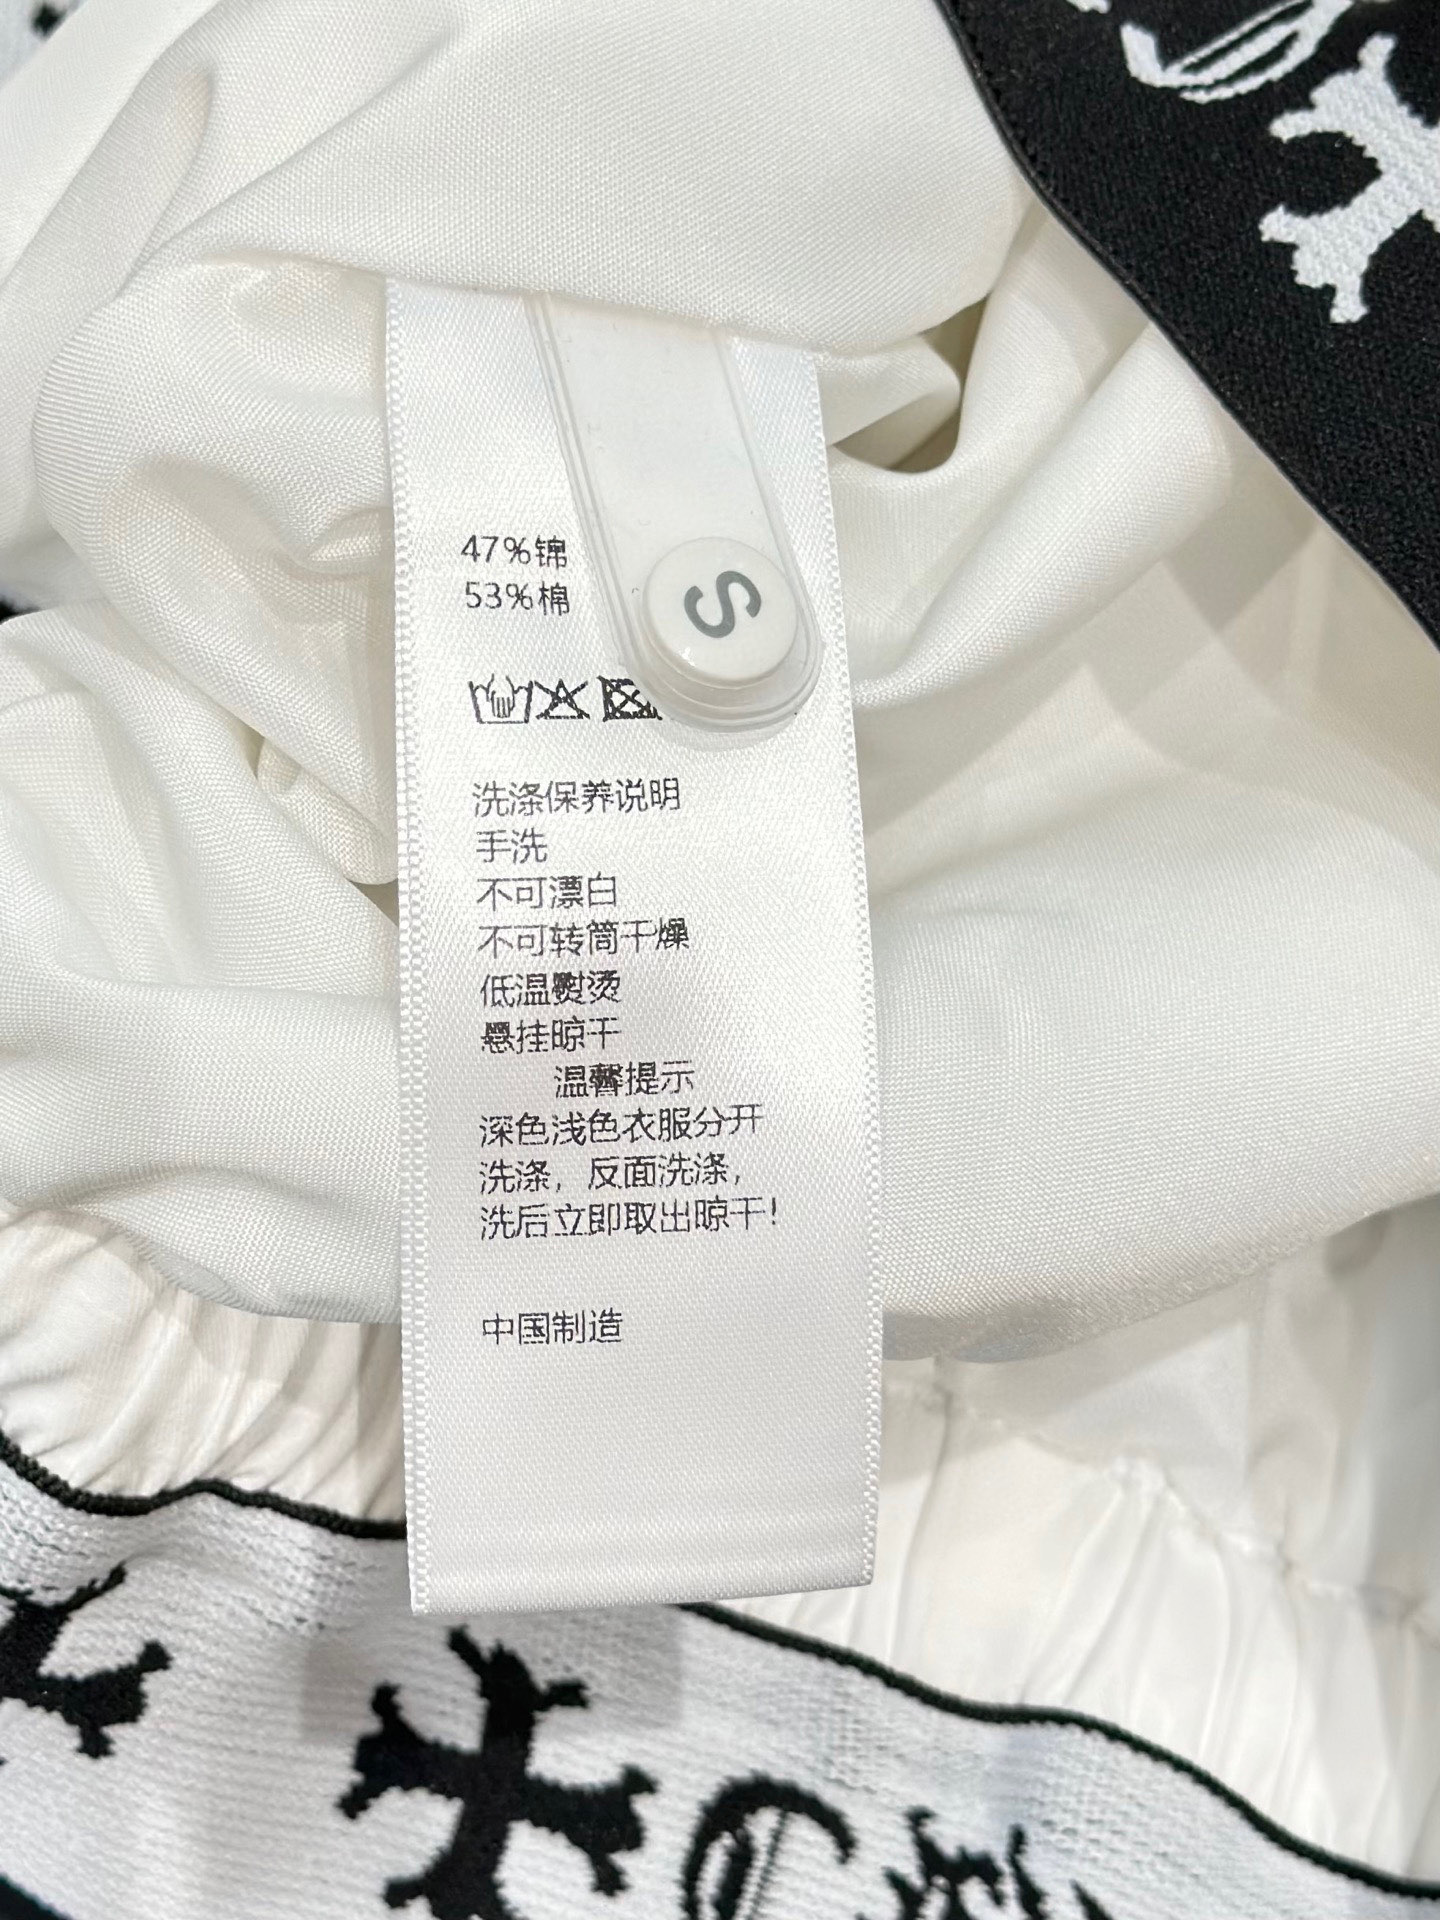 47%锦
53%棉
S
洗涤保养说明
手洗
不可漂白
不可转筒干燥
低温熨烫
悬挂晾干
温馨提示
深色浅色衣服分开
洗涤，反面洗涤，
洗后立即取出晾干！
中国制造